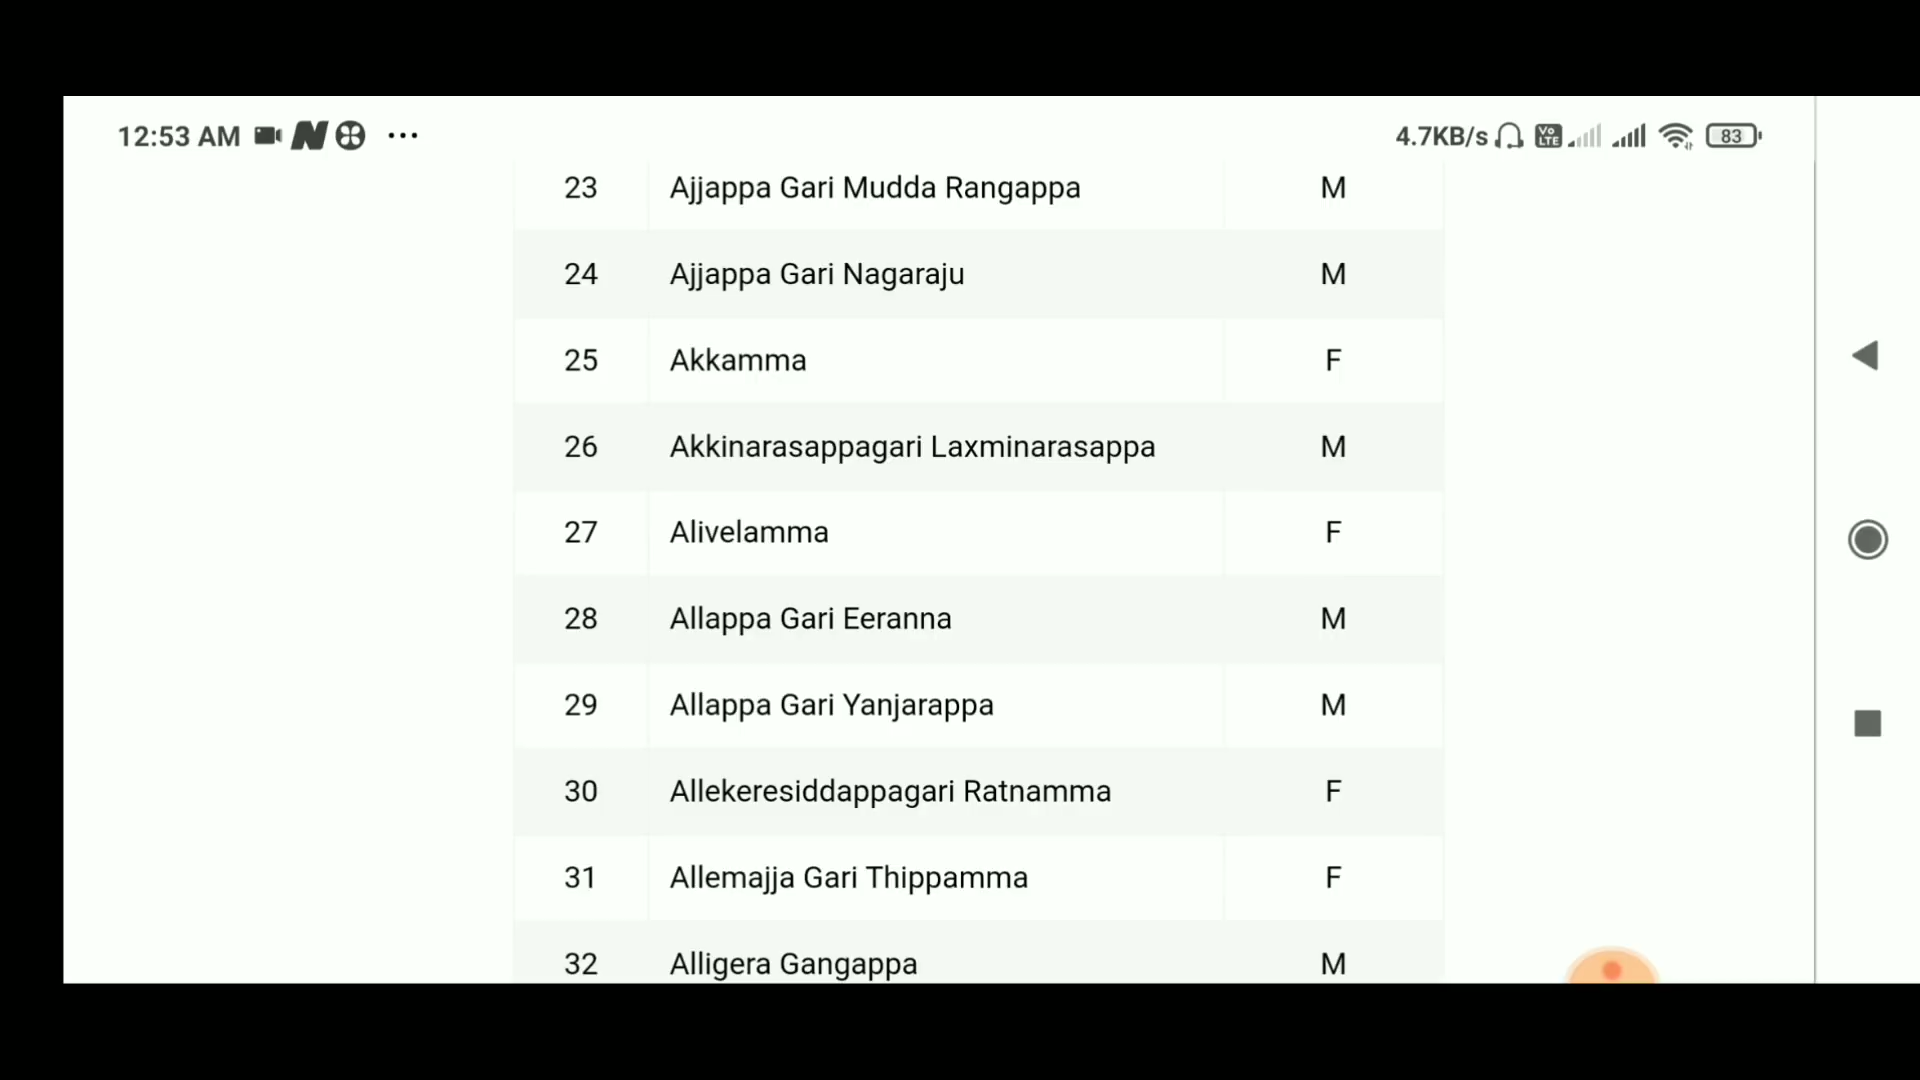 12:53 AM N ... 4.7KB/s Vo LTE 83
23 Ajjappa Gari Mudda Rangappa M
24 Ajjappa Gari Nagaraju M
25 Akkamma F
26 Akkinarasappagari Laxminarasappa M
27 Alivelamma F
28 Allappa Gari Eeranna M
29 Allappa Gari Yanjarappa M
30 Allekeresiddappagari Ratnamma F
31 Allemajja Gari Thippamma F
32 Alligera Gangappa M